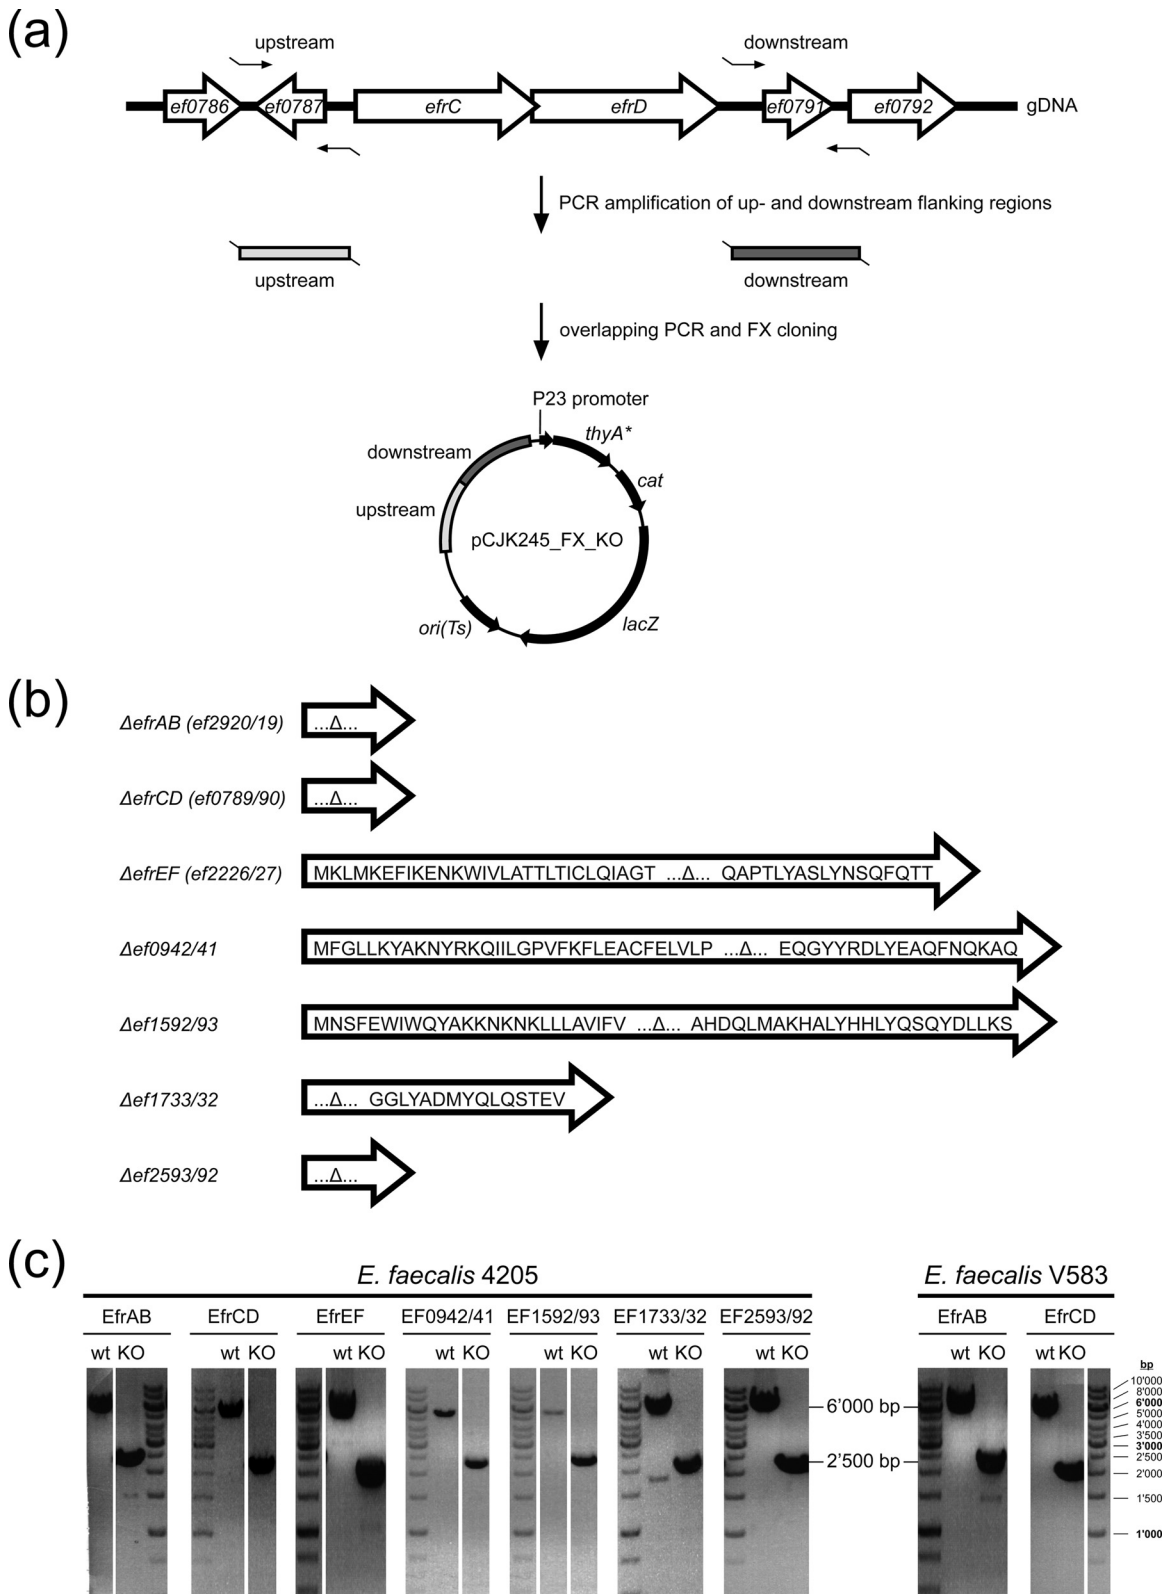 (a)
upstream
downstream
ef0786
ef0787
efrC
efrD
ef0791
ef0792
gDNA
PCR amplification of up- and downstream flanking regions
upstream
downstream
overlapping PCR and FX cloning
P23 promoter
thyA*
downstream
cat
upstream
pCJK245_FX_KO
ori(Ts)
lacZ
(b)
ΔefrAB (ef2920/19)
...Δ...
ΔefrCD (ef0789/90)
...Δ...
ΔefrEF (ef2226/27)
MKLMKEFIKENKWIVLATTLTICLQIAGT ...Δ... QAPTLYASLYNSQFQTT
Δef0942/41
MFGLLKYAKNYRKQIILGPVFKFLEACFELVLP ...Δ... EQGYYRDLYEAQFNQKAQ
Δef1592/93
MNSFEWIWQYAKKNKNKLLLAVIFV ...Δ... AHDQLMAKHALYHHLYQSQYDLLKS
Δef1733/32
...Δ... GGLYADMYQLQSTEV
Δef2593/92
...Δ...
(c)
E. faecalis 4205
E. faecalis V583
EfrAB
EfrCD
EfrEF
EF0942/41
EF1592/93
EF1733/32
EF2593/92
EfrAB
EfrCD
wt KO
wt KO
wt KO
wt KO
wt KO
wt KO
wt KO
wt KO
wt KO
bp
10'000
8'000
6'000
5'000
4'000
3'500
3'000
2'500
2'000
1'500
1'000
6'000 bp
2'500 bp